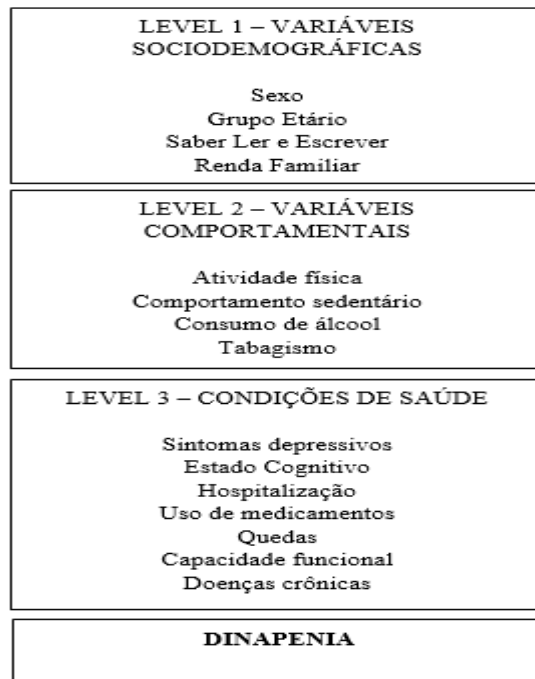 LEVEL 1 – VARIÁVEIS
SOCIODEMOGRÁFICAS
Sexo
Grupo Etário
Saber Ler e Escrever
Renda Familiar
LEVEL 2 – VARIÁVEIS
COMPORTAMENTAIS
Atividade física
Comportamento sedentário
Consumo de álcool
Tabagismo
LEVEL 3 – CONDIÇÕES DE SAÚDE
Sintomas depressivos
Estado Cognitivo
Hospitalização
Uso de medicamentos
Quedas
Capacidade funcional
Doenças crônicas
DINAPENIA